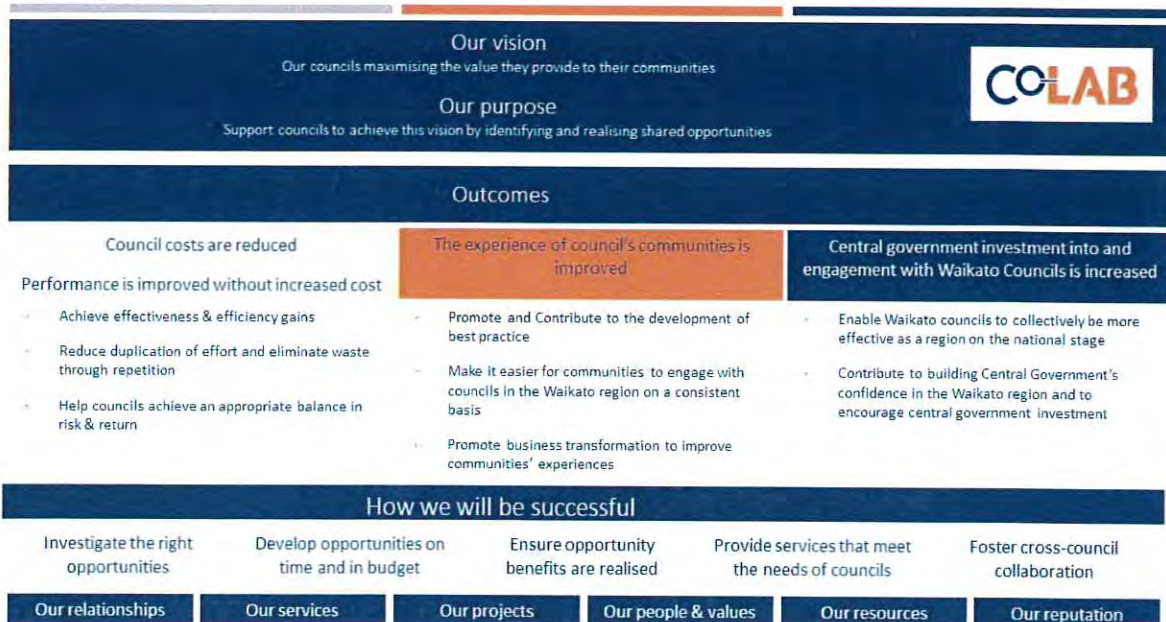 Our vision
Our councils maximising the value they provide to their communities
Our purpose
Support councils to achieve this vision by identifying and realising shared opportunities
COLAB
Outcomes
Council costs are reduced
Performance is improved without increased cost
- Achieve effectiveness & efficiency gains
- Reduce duplication of effort and eliminate waste
through repetition
- Help councils achieve an appropriate balance in
risk & return
The experience of council's communities is
improved
- Promote and Contribute to the development of
best practice
- Make it easier for communities to engage with
councils in the Waikato region on a consistent
basis
- Promote business transformation to improve
communities' experiences
Central government investment into and
engagement with Waikato Councils is increased
- Enable Waikato councils to collectively be more
effective as a region on the national stage
- Contribute to building Central Government's
confidence in the Waikato region and to
encourage central government investment
How we will be successful
Investigate the right
opportunities
Develop opportunities on
time and in budget
Ensure opportunity
benefits are realised
Provide services that meet
the needs of councils
Foster cross-council
collaboration
Our relationships
Our services
Our projects
Our people & values
Our resources
Our reputation